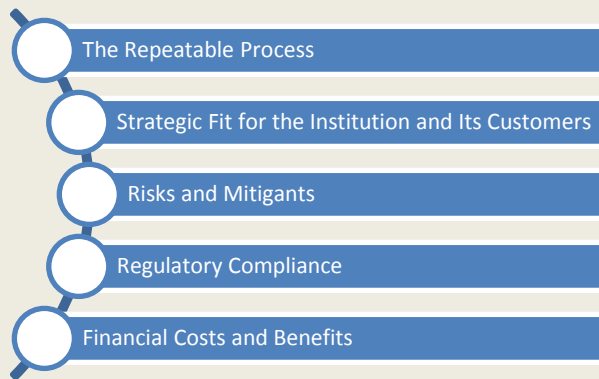 The Repeatable Process
Strategic Fit for the Institution and Its Customers
Risks and Mitigants
Regulatory Compliance
Financial Costs and Benefits